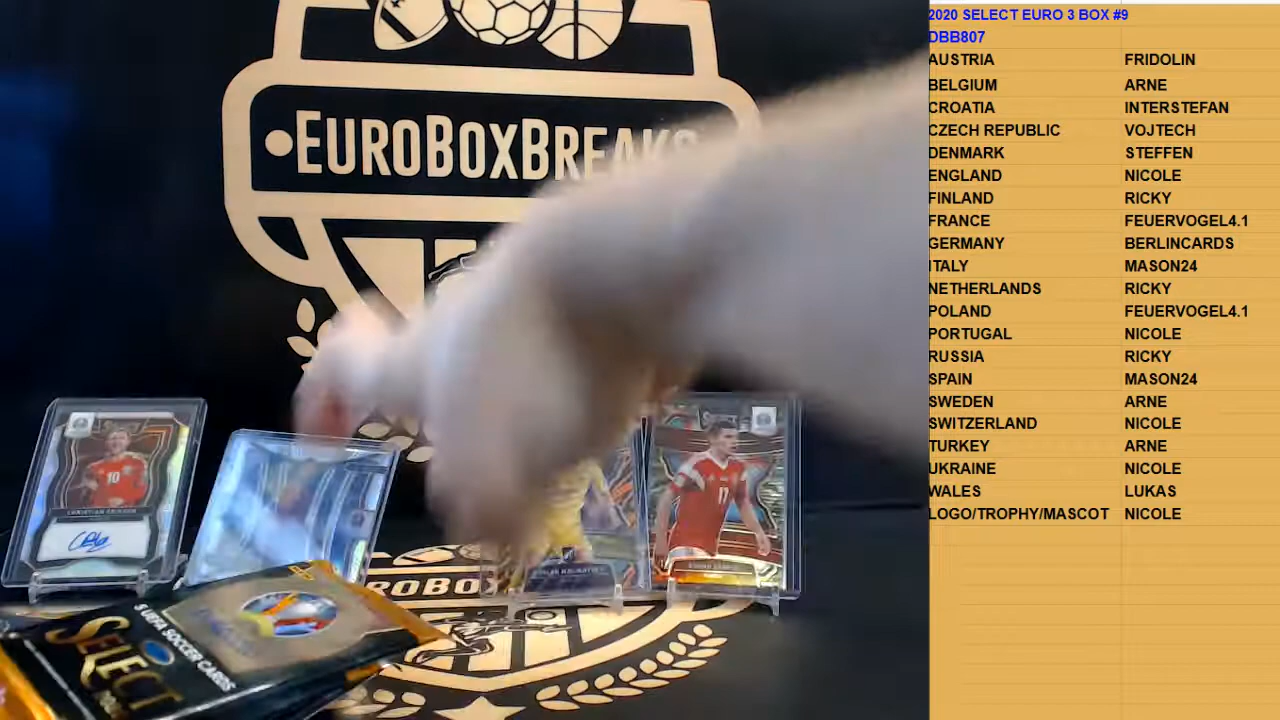 2020 SELECT EURO 3 BOX #9
DBB807
AUSTRIA FRIDOLIN
BELGIUM ARNE
CROATIA INTERSTEFAN
CZECH REPUBLIC VOJTECH
DENMARK STEFFEN
ENGLAND NICOLE
FINLAND RICKY
FRANCE FEUERVOGEL4.1
GERMANY BERLINCARDS
ITALY MASON24
NETHERLANDS RICKY
POLAND FEUERVOGEL4.1
PORTUGAL NICOLE
RUSSIA RICKY
SPAIN MASON24
SWEDEN ARNE
SWITZERLAND NICOLE
TURKEY ARNE
UKRAINE NICOLE
WALES LUKAS
LOGO/TROPHY/MASCOT NICOLE
EUROBOXBREAKS
10
CHRISTIAN ERIKSEN
17
5 UEFA SOCCER CARDS
SELECT